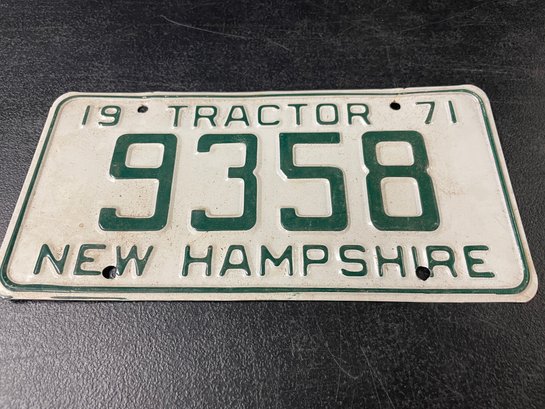 19 TRACTOR 71
9358
NEW HAMPSHIRE